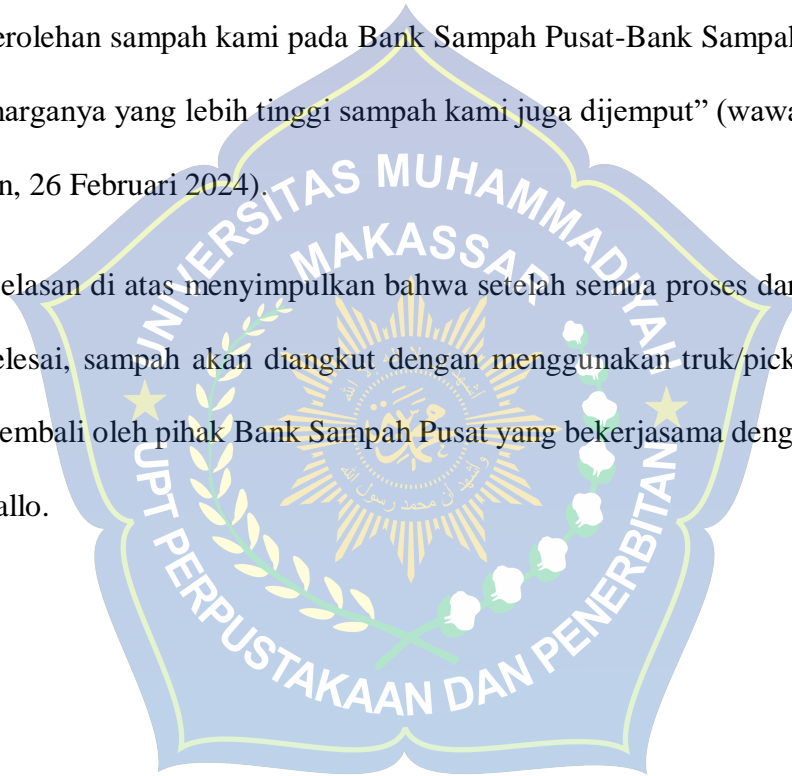 erolehan sampah kami pada Bank Sampah Pusat-Bank Sampah
harganya yang lebih tinggi sampah kami juga dijemput” (wawa
n, 26 Februari 2024).
elasan di atas menyimpulkan bahwa setelah semua proses dar
elesai, sampah akan diangkut dengan menggunakan truk/pick
embali oleh pihak Bank Sampah Pusat yang bekerjasama deng
allo.
UNIVERSITAS MUHAMMADIYAH
MAKASSAR
UPT PERPUSTAKAAN DAN PENERBITAN